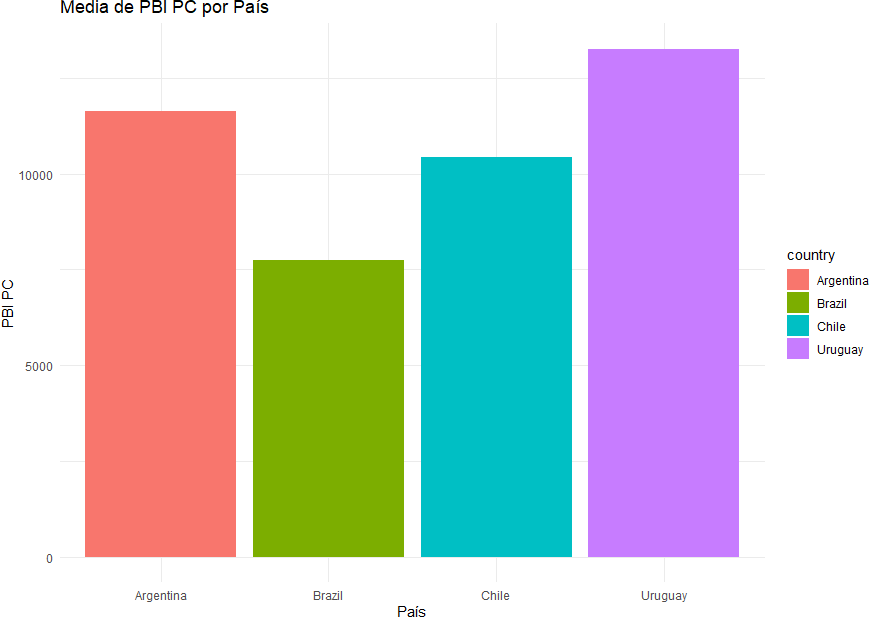 Media de PBI PC por País
PBI PC
10000
5000
0
Argentina
Brazil
Chile
Uruguay
País
country
Argentina
Brazil
Chile
Uruguay